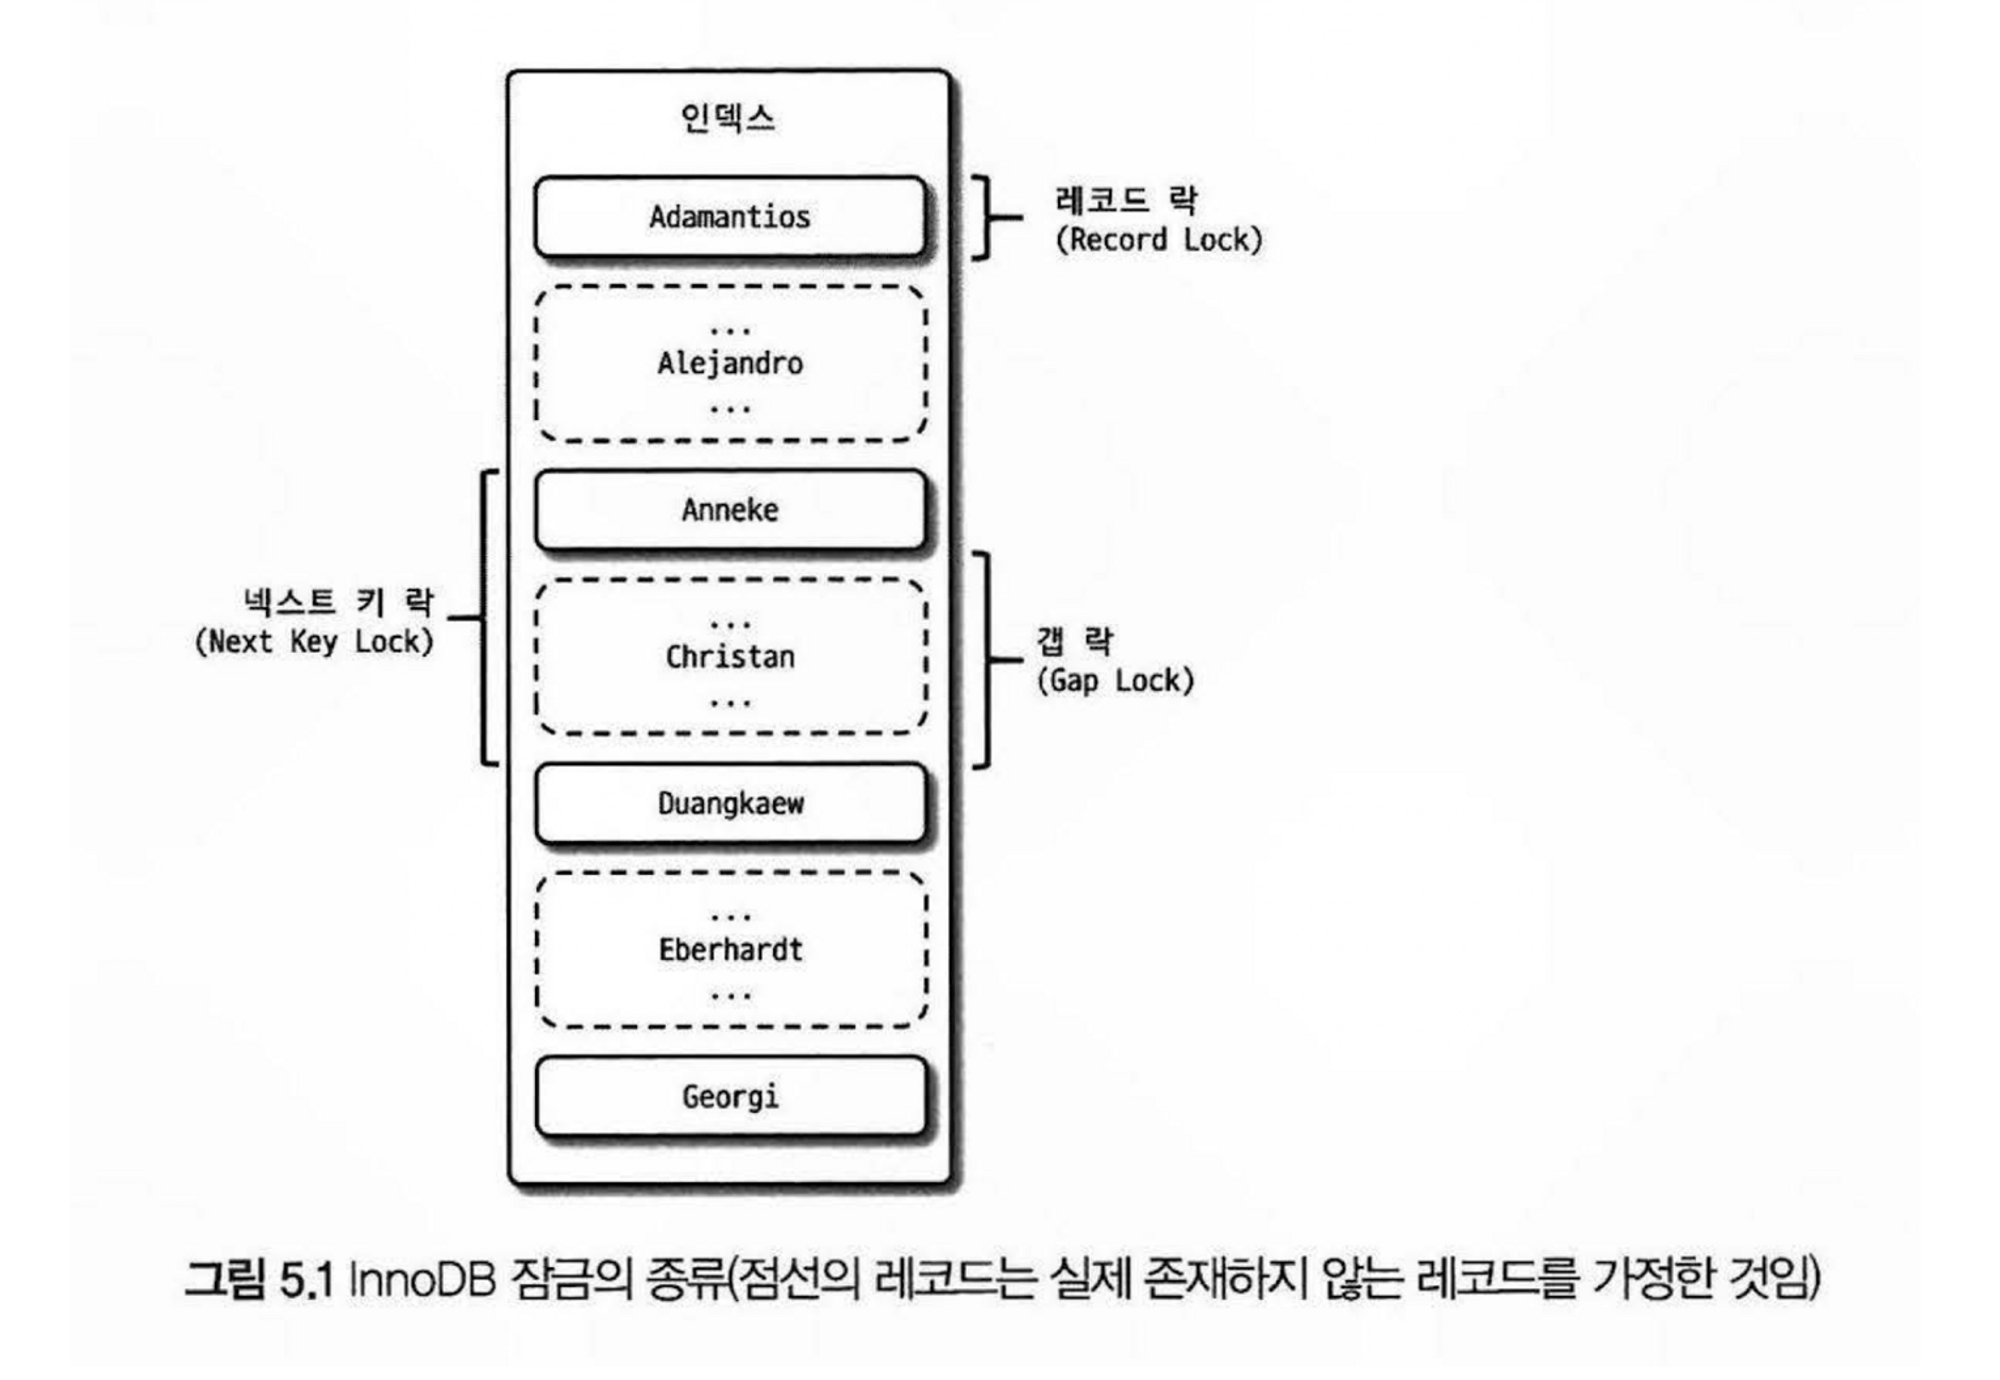 인덱스
Adamantios
레코드 락
(Record Lock)
...
Alejandro
...
Anneke
넥스트 키 락
(Next Key Lock)
...
Christan
...
갭 락
(Gap Lock)
Duangkaew
...
Eberhardt
...
Georgi
그림 5.1 InnoDB 잠금의 종류(점선의 레코드는 실제 존재하지 않는 레코드를 가정한 것임)